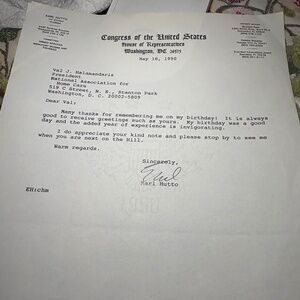 EARL HUTTO
Congress of the United States
House of Representatives
Washington, DC 20515
May 18, 1990
Val J. Halamandaris
President
National Association for
Home Care
519 C Street, N. E., Stanton Park
Washington, D. C. 20002-5809
Dear Val:
Many thanks for remembering me on my birthday! It is always
good to receive greetings such as yours. My birthday was a good
day and the added year of experience is invigorating.
I do appreciate your kind note and please stop by to see me
when you are next on the Hill.
Warm regards.
Sincerely,
Earl
Earl Hutto
EH:chm